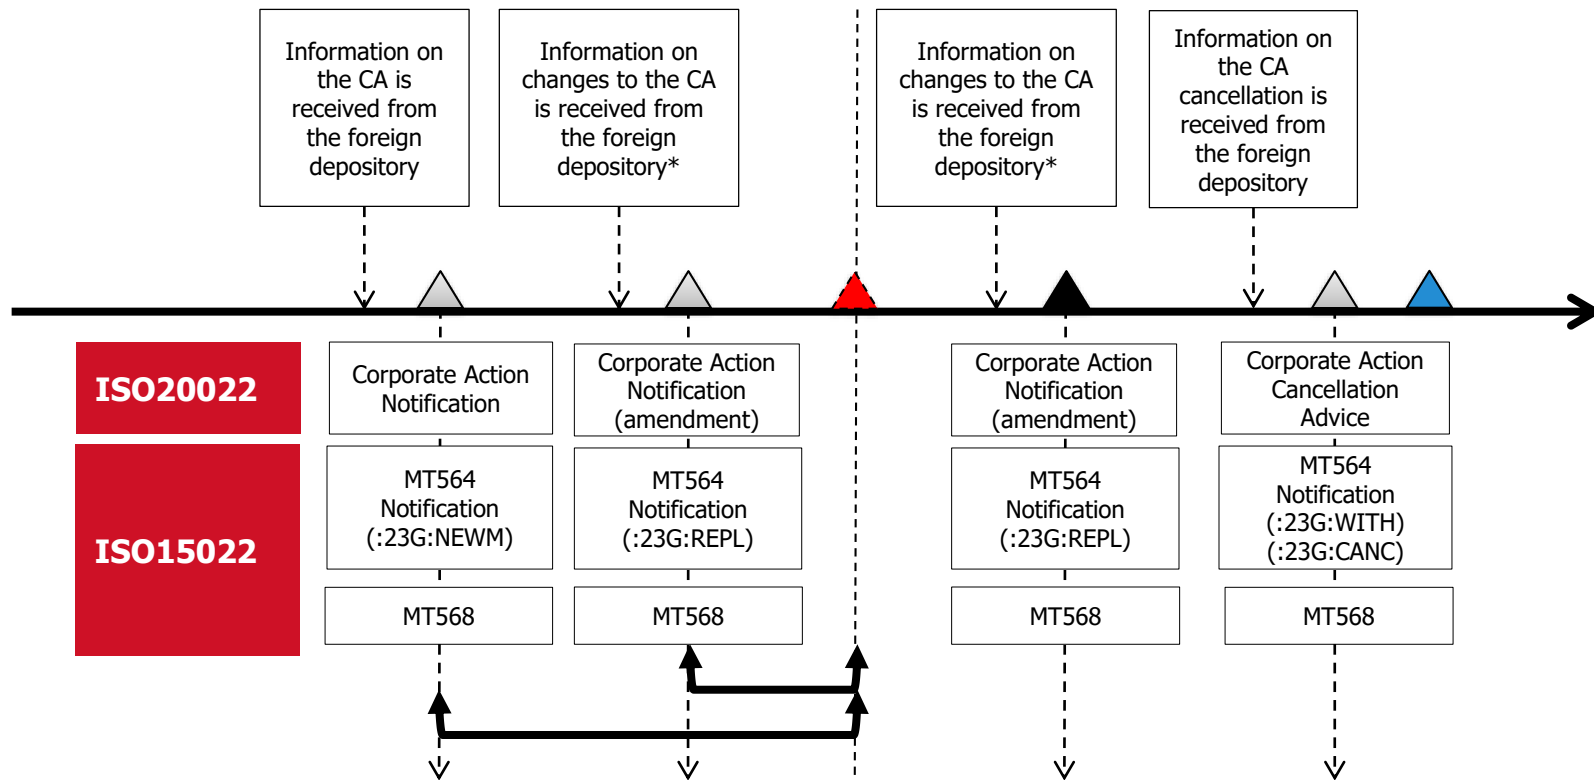 Information on
the CA is
received from
the foreign
depository
Information on
changes to the CA
is received from
the foreign
depository*
Information on
changes to the CA
is received from
the foreign
depository*
Information on
the CA
cancellation is
received from
the foreign
depository
ISO20022
Corporate Action
Notification
Corporate Action
Notification
(amendment)
Corporate Action
Notification
(amendment)
Corporate Action
Cancellation
Advice
ISO15022
MT564
Notification
(:23G:NEWM)
MT564
Notification
(:23G:REPL)
MT564
Notification
(:23G:REPL)
MT564
Notification
(:23G:WITH)
(:23G:CANC)
MT568
MT568
MT568
MT568